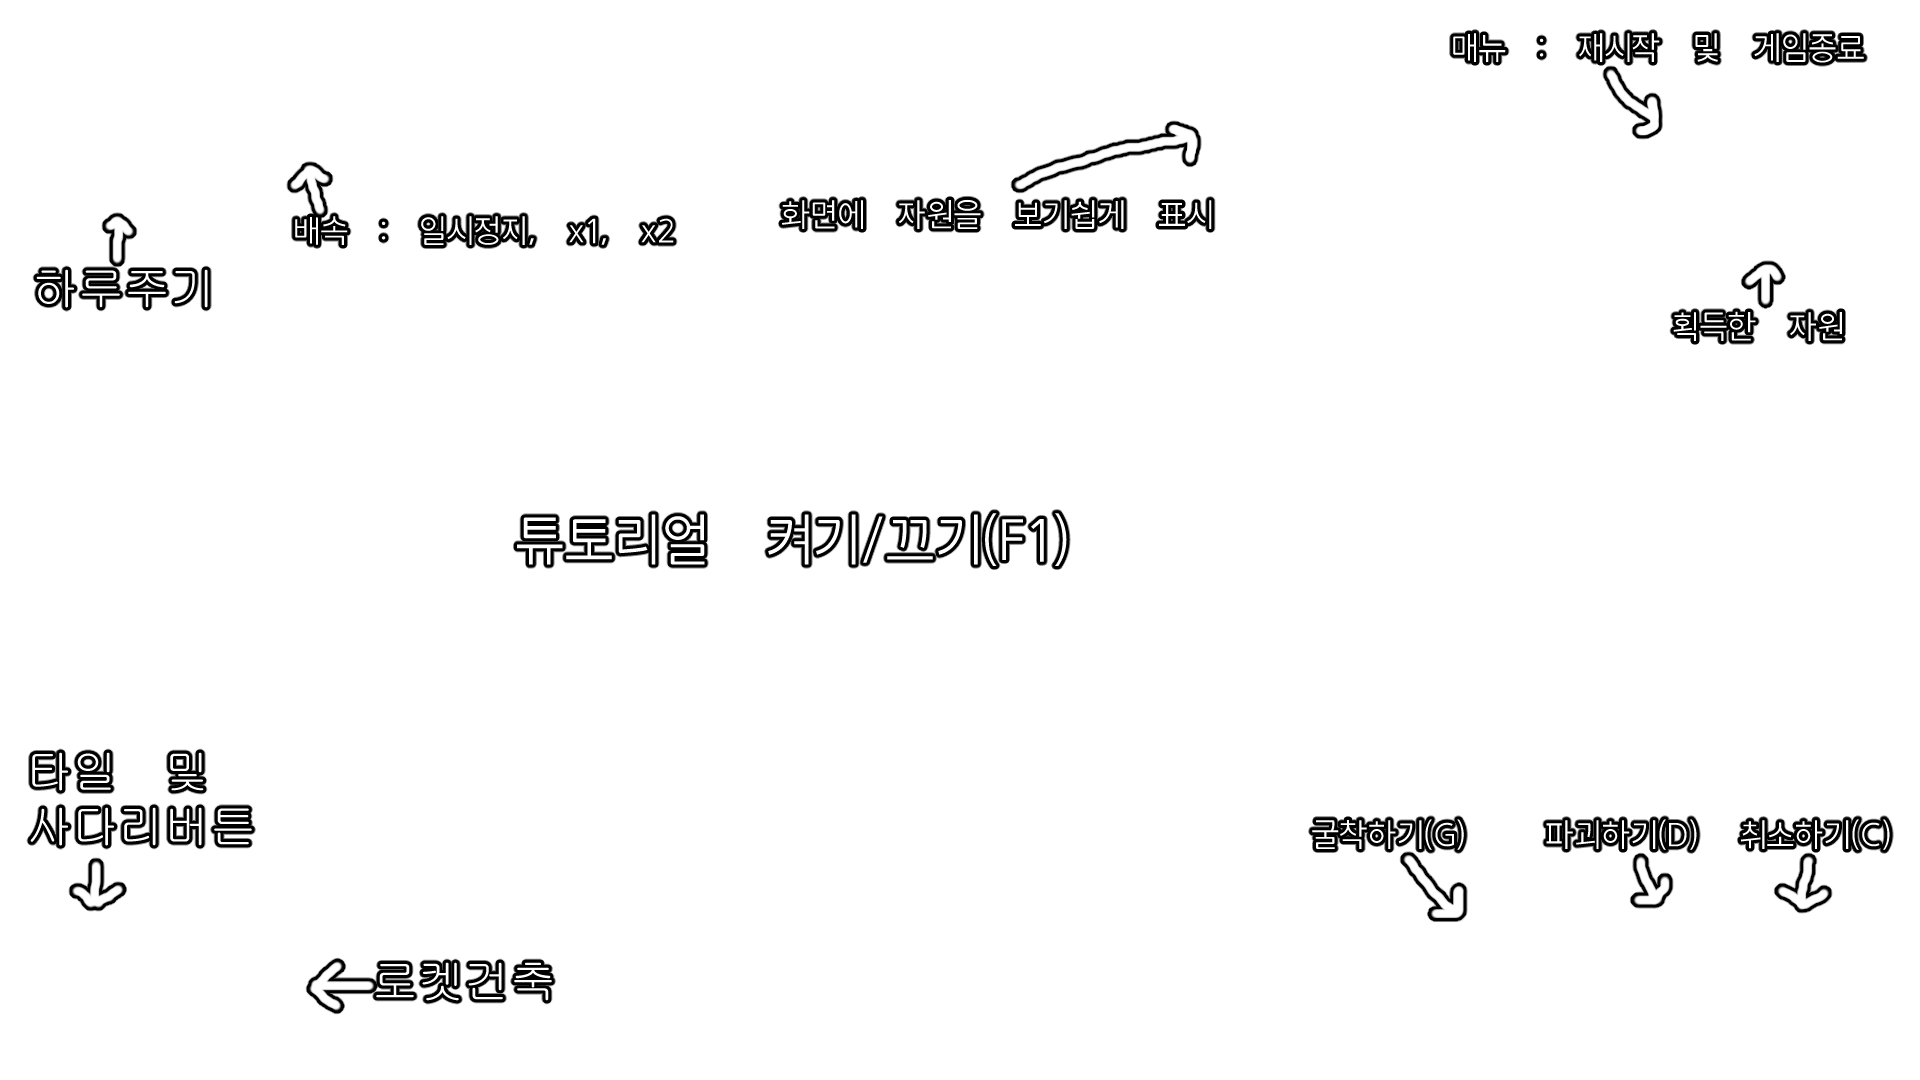 매뉴 : 재시작 및 게임종료
배속 : 일시정지, x1, x2
화면에 자원을 보기쉽게 표시
하루주기
획득한 자원
튜토리얼 켜기/끄기(F1)
타일 및
사다리버튼
굴착하기(G)
파괴하기(D)
취소하기(C)
로켓건축